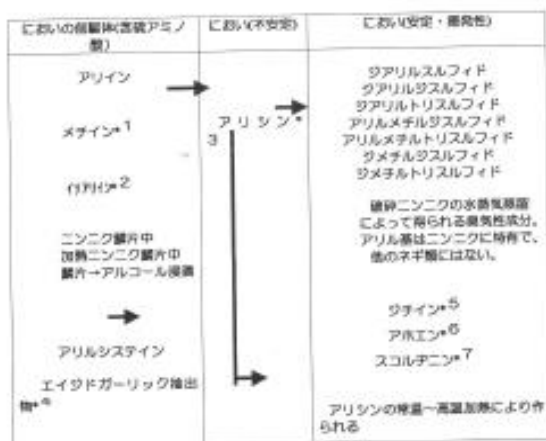 においの前駆体(含硫アミノ
酸)
におい(不安定)
におい(安定・揮発性)
アリイン
メチイン*1
イソアリイン*2
ニンニク鱗片中
加熱ニンニク鱗片中
鱗片→アルコール浸漬
アリルシステイン
エイジドガーリック抽出
物*4
アリシン*
3
ジアリルスルフィド
ジアリルジスルフィド
ジアリルトリスルフィド
アリルメチルジスルフィド
アリルメチルトリスルフィド
ジメチルジスルフィド
ジメチルトリスルフィド
破砕ニンニクの水蒸気蒸留
によって得られる臭気性成分。
アリル基はニンニクに特有で、
他のネギ類にはない。
ジチイン*5
アホエン*6
スコルヂニン*7
アリシンの常温~高温加熱により作
られる